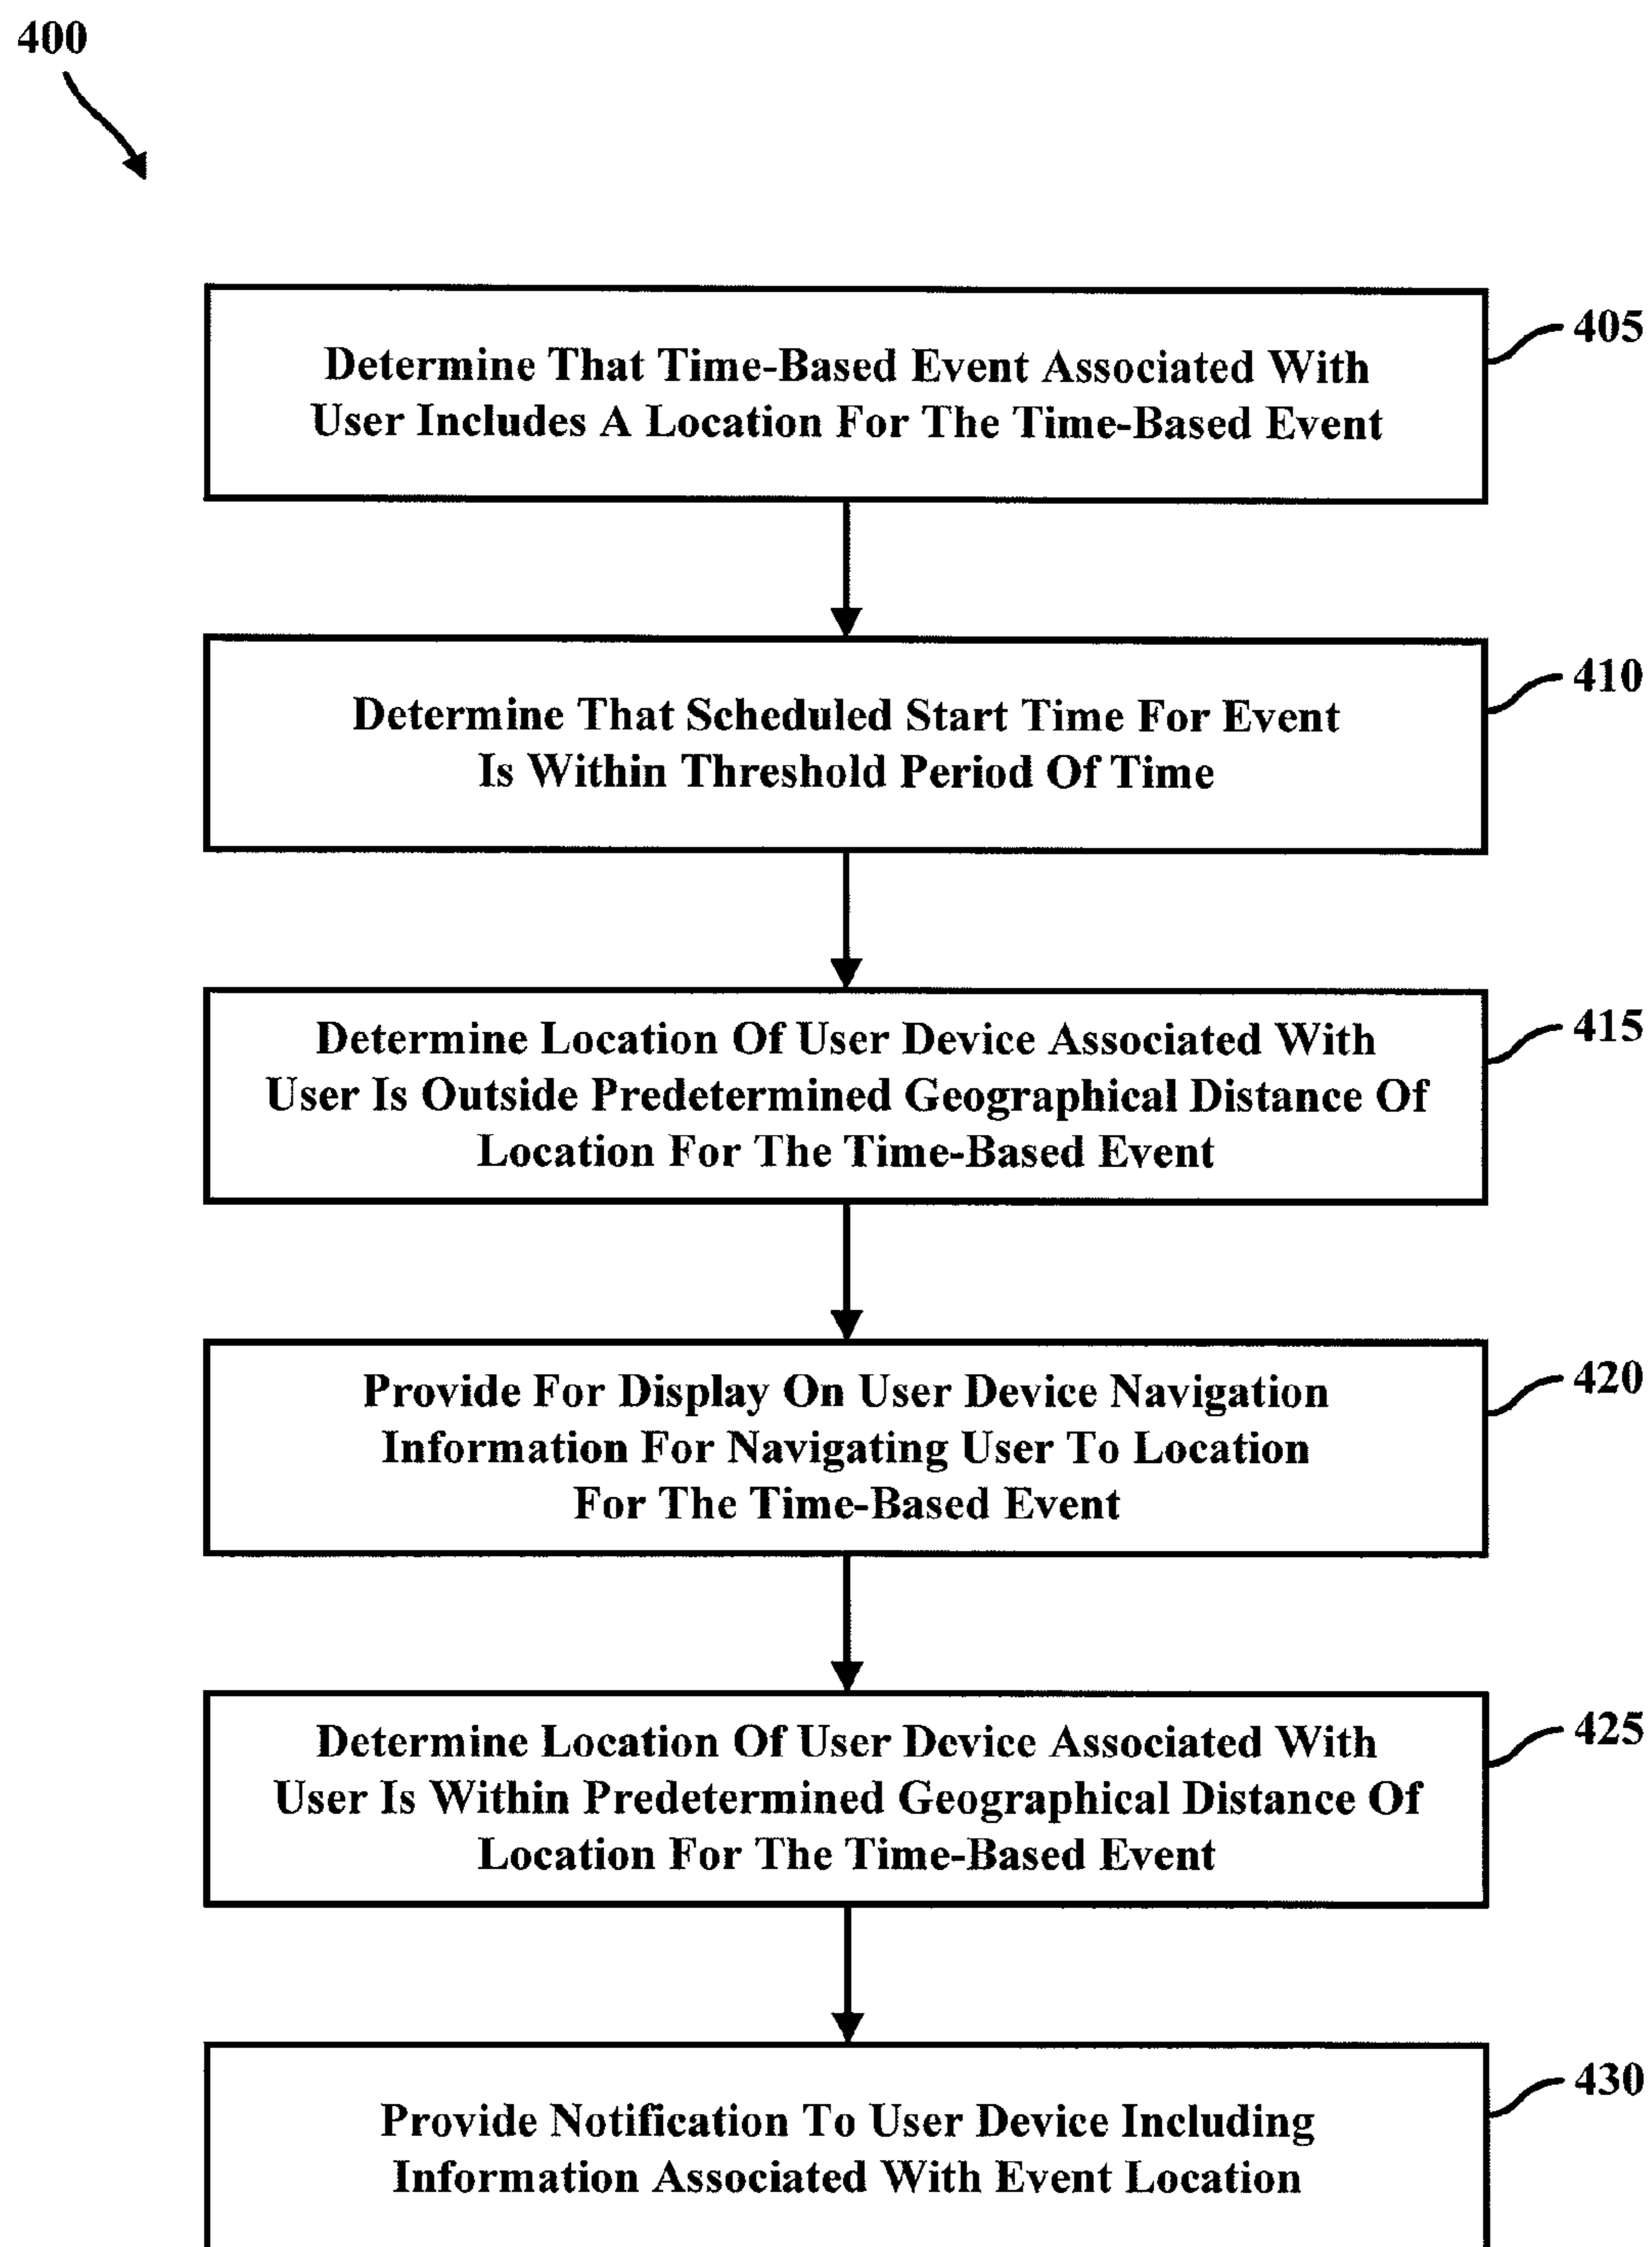 400
Determine That Time-Based Event Associated With
User Includes A Location For The Time-Based Event
405
Determine That Scheduled Start Time For Event
Is Within Threshold Period Of Time
410
Determine Location Of User Device Associated With
User Is Outside Predetermined Geographical Distance Of
Location For The Time-Based Event
415
Provide For Display On User Device Navigation
Information For Navigating User To Location
For The Time-Based Event
420
Determine Location Of User Device Associated With
User Is Within Predetermined Geographical Distance Of
Location For The Time-Based Event
425
Provide Notification To User Device Including
Information Associated With Event Location
430